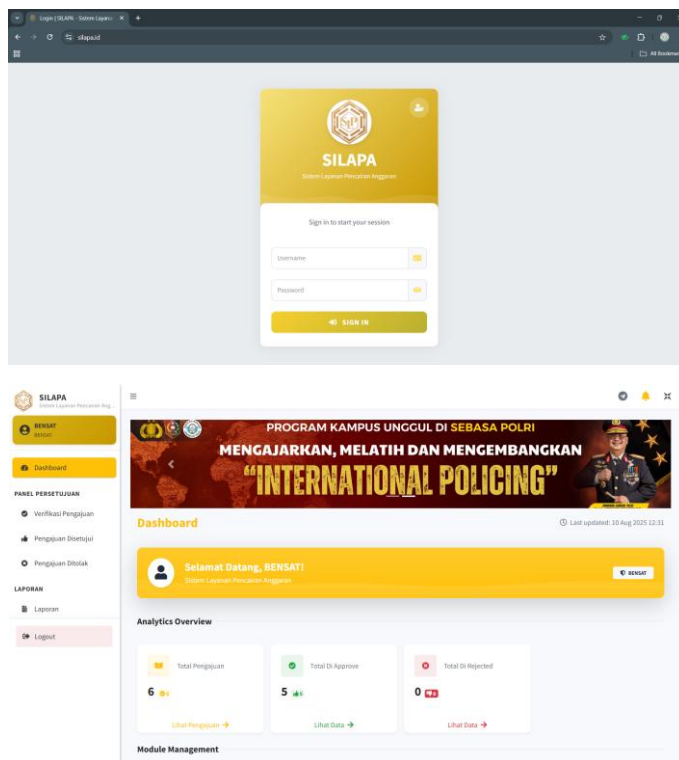 Login | SILAPA - Sistem Layana
silapa.id
All Bookmar
SILAPA
Sistem Layanan Pencairan Anggaran
Sign in to start your session
Username
Password
SIGN IN
SILAPA
Sistem Layanan Pencairan Ang...
BENSAT
BENSAT
Dashboard
PANEL PERSETUJUAN
Verifikasi Pengajuan
Pengajuan Disetujui
Pengajuan Ditolak
LAPORAN
Laporan
Logout
PROGRAM KAMPUS UNGGUL DI SEBASA POLRI
MENGAJARKAN, MELATIH DAN MENGEMBANGKAN
“INTERNATIONAL POLICING”
Dashboard
Last updated: 10 Aug 2025 12:31
Selamat Datang, BENSAT!
Sistem Layanan Pencairan Anggaran
BENSAT
Analytics Overview
Total Pengajuan
6
Lihat Pengajuan
Total Di Approve
5
Lihat Data
Total Di Rejected
0
Lihat Data
Module Management